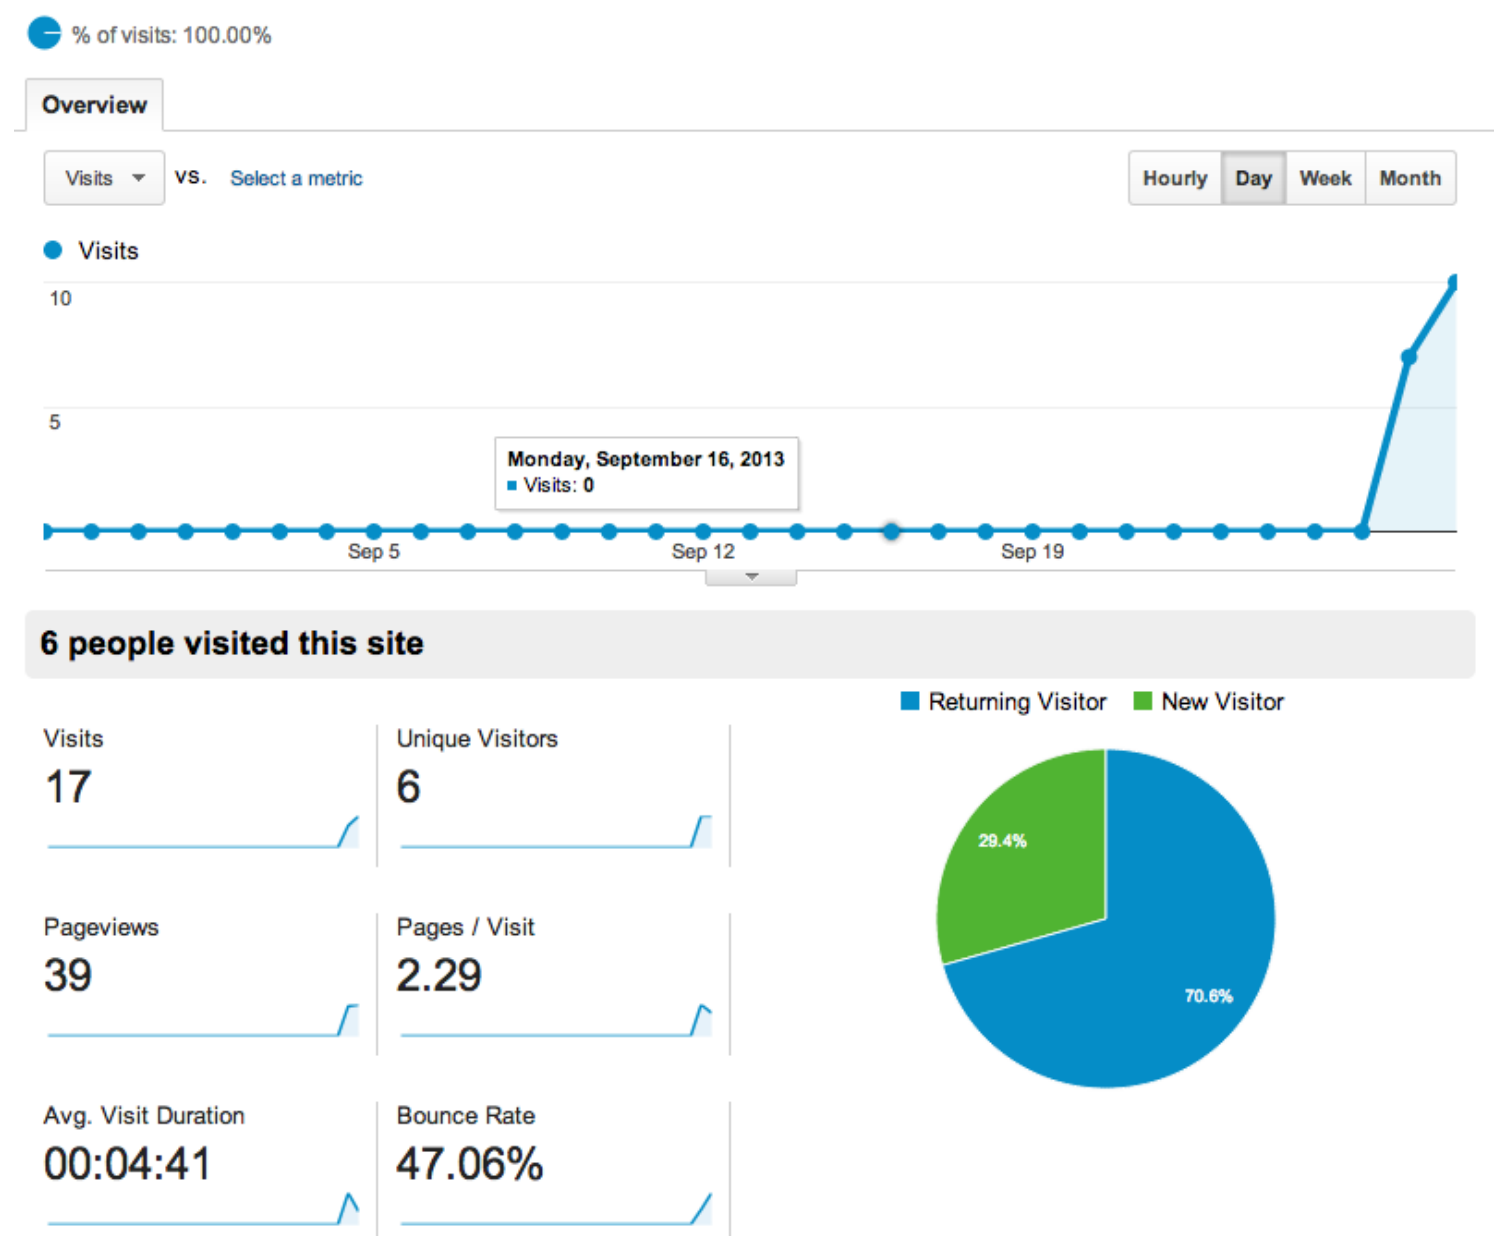 % of visits: 100.00%
Overview
Visits vs. Select a metric
Hourly Day Week Month
Visits
10
5
Monday, September 16, 2013
Visits: 0
Sep 5 Sep 12 Sep 19
6 people visited this site
Returning Visitor New Visitor
Visits
17
Unique Visitors
6
29.4%
70.6%
Pageviews
39
Pages / Visit
2.29
Avg. Visit Duration
00:04:41
Bounce Rate
47.06%